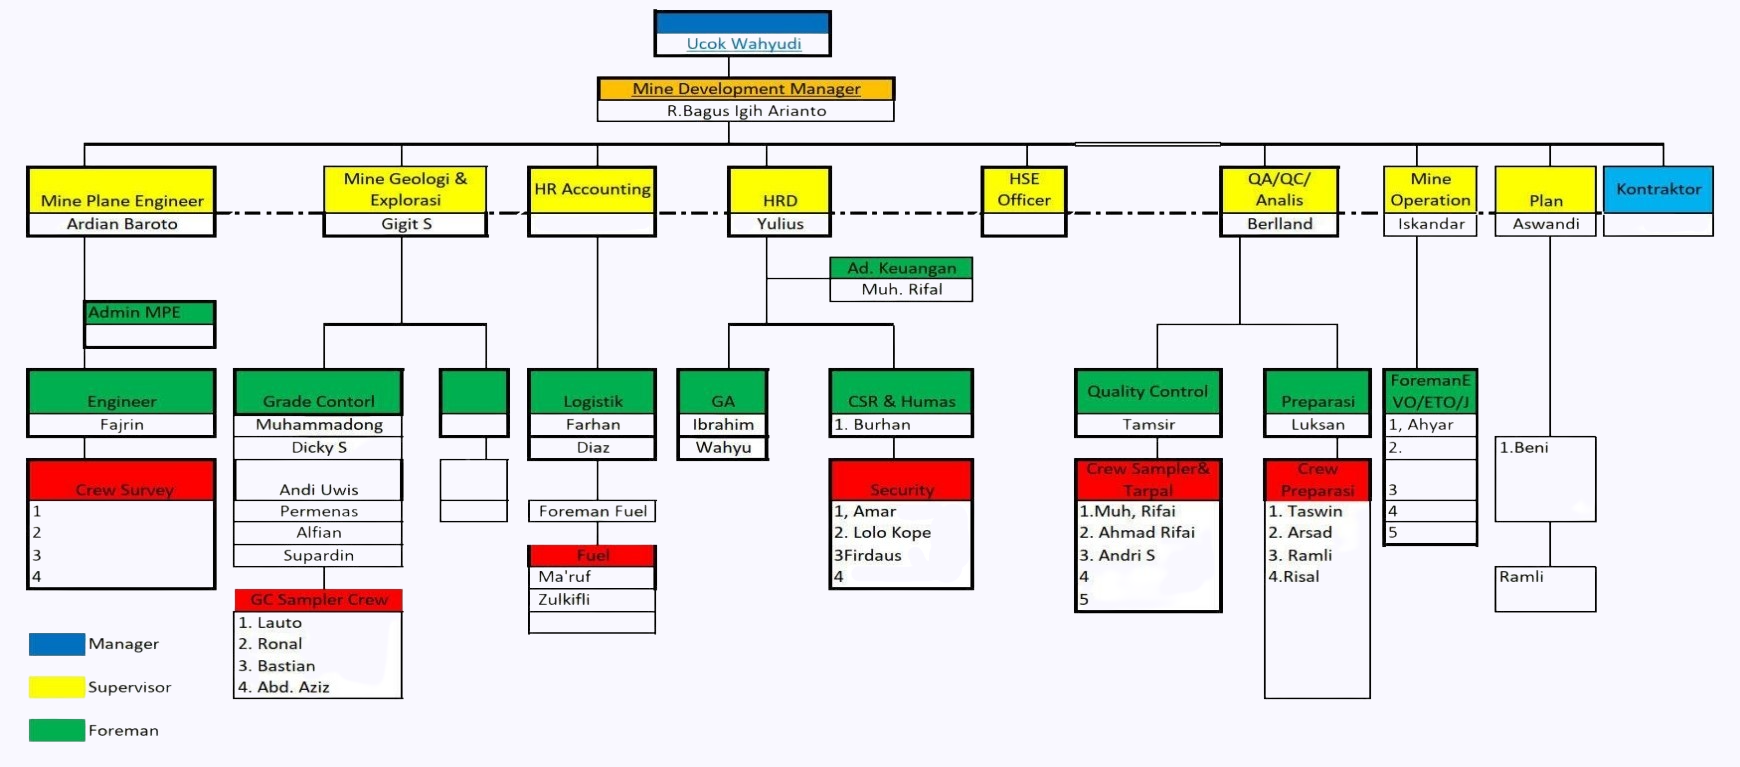 Ucok Wahyudi
Mine Development Manager
R.Bagus Igih Arianto
Mine Plane Engineer
Ardian Baroto
Mine Geologi &
Explorasi
Gigit S
HR Accounting
HRD
Yulius
HSE
Officer
QA/QC/
Analis
Berlland
Mine
Operation
Iskandar
Plan
Aswandi
Kontraktor
Ad. Keuangan
Muh. Rifal
Admin MPE
Engineer
Fajrin
Crew Survey
1
2
3
4
Grade Contorl
Muhammadong
Dicky S
Andi Uwis
Permenas
Alfian
Supardin
GC Sampler Crew
1. Lauto
2. Ronal
3. Bastian
4. Abd. Aziz
Logistik
Farhan
Diaz
Foreman Fuel
Fuel
Ma'ruf
Zulkifli
GA
Ibrahim
Wahyu
CSR & Humas
1. Burhan
Security
1, Amar
2. Lolo Kope
3Firdaus
4
Quality Control
Tamsir
Crew Sampler&
Tarpal
1.Muh, Rifai
2. Ahmad Rifai
3. Andri S
4
5
Preparasi
Luksan
Crew
Preparasi
1. Taswin
2. Arsad
3. Ramli
4.Risal
ForemanE
VO/ETO/J
1, Ahyar
2.
3
4
5
1.Beni
Ramli
Manager
Supervisor
Foreman